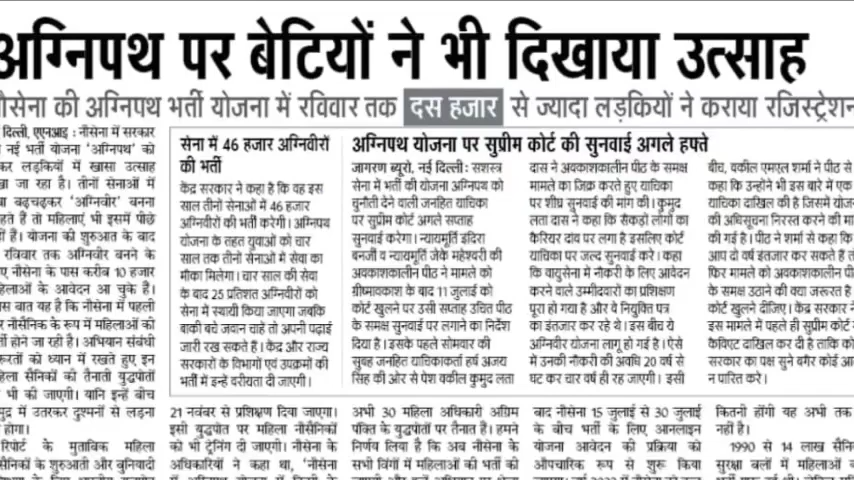 अग्निपथ पर बेटियों ने भी दिखाया उत्साह
नौसेना की अग्निपथ भर्ती योजना में रविवार तक दस हजार से ज्यादा लड़कियों ने कराया रजिस्ट्रेशन
दिल्ली, एएनआइ : नौसेना में सरकार
नई भर्ती योजना 'अग्निपथ' को
कर लड़कियों में खासा उत्साह
जा रहा है। तीनों सेनाओं में
बढ़चढ़कर 'अग्निवीर' बनना
हते हैं तो महिलाएं भी इसमें पीछे
हैं। योजना की शुरुआत के बाद
रविवार तक अग्निवीर बनने के
नौसेना के पास करीब 10 हजार
हिलाओं के आवेदन आ चुके हैं।
स बात यह है कि नौसेना में पहली
नौसैनिक के रूप में महिलाओं की
र्ती होने जा रही है। अभियान संबंधी
रूरतों को ध्यान में रखते हुए इन
हिला सैनिकों की तैनाती युद्धपोतों
भी की जाएगी। यानि इन्हें बीच
मुद्र में उतरकर दुश्मनों से लड़ना
होगा।
रिपोर्ट के मुताबिक महिला
सैनिकों के शुरुआती और बुनियादी
सेना में 46 हजार अग्निवीरों
की भर्ती
केंद्र सरकार ने कहा है कि वह इस
साल तीनों सेनाओं में 46 हजार
अग्निवीरों की भर्ती करेगी। अग्निपथ
योजना के तहत युवाओं को चार
साल तक तीनों सेनाओं में सेवा का
मौका मिलेगा। चार साल की सेवा
के बाद 25 प्रतिशत अग्निवीरों को
सेना में स्थायी किया जाएगा जबकि
बाकी बचे जवान चाहें तो अपनी पढ़ाई
जारी रख सकते हैं। केंद्र और राज्य
सरकारों के विभागों एवं उपक्रमों की
भर्ती में इन्हें वरीयता दी जाएगी।
अग्निपथ योजना पर सुप्रीम कोर्ट की सुनवाई अगले हफ्ते
जागरण ब्यूरो, नई दिल्ली: सशस्त्र
सेना में भर्ती की योजना अग्निपथ को
चुनौती देने वाली जनहित याचिका
पर सुप्रीम कोर्ट अगले सप्ताह
सुनवाई करेगा। न्यायमूर्ति इंदिरा
बनर्जी व न्यायमूर्ति जेके महेश्वरी की
अवकाशकालीन पीठ ने मामले को
ग्रीष्मावकाश के बाद 11 जुलाई को
कोर्ट खुलने पर उसी सप्ताह उचित पीठ
के समक्ष सुनवाई पर लगाने का निर्देश
दिया है। इसके पहले सोमवार की
सुबह जनहित याचिकाकर्ता हर्ष अजय
सिंह की ओर से पेश वकील कुमुद लता
दास ने अवकाशकालीन पीठ के समक्ष
मामले का जिक्र करते हुए याचिका
पर शीघ्र सुनवाई की मांग की। कुमुद
लता दास ने कहा कि सैकड़ों लोगों का
कैरियर दांव पर लगा है इसलिए कोर्ट
याचिका पर जल्द सुनवाई करे। कहा
कि वायुसेना में नौकरी के लिए आवेदन
करने वाले उम्मीदवारों का प्रशिक्षण
पूरा हो गया है और वे नियुक्ति पत्र
का इंतजार कर रहे थे। इस बीच ये
अग्निवीर योजना लागू हो गई है। ऐसे
में उनकी नौकरी की अवधि 20 वर्ष से
घट कर चार वर्ष ही रह जाएगी। इसी
बीच, वकील एमएल शर्मा ने पीठ से
कहा कि उन्होंने भी इस बारे में एक
याचिका दाखिल की है जिसमें योजना
की अधिसूचना निरस्त करने की मांग
की गई है। पीठ ने शर्मा से कहा कि
आप दो वर्ष इंतजार कर सकते हैं तो
फिर मामले को अवकाशकालीन पीठ
के समक्ष उठाने की क्या जरूरत है
कोर्ट खुलने दीजिए। केंद्र सरकार ने
इस मामले में पहले ही सुप्रीम कोर्ट
कैविएट दाखिल कर दी है ताकि कोर्ट
सरकार का पक्ष सुने बगैर कोई आदेश
न पारित करे।
21 नवंबर से प्रशिक्षण दिया जाएगा।
इसी युद्धपोत पर महिला नौसैनिकों
को भी ट्रेनिंग दी जाएगी। नौसेना के
अधिकारियों ने कहा था, 'नौसेना
अभी 30 महिला अधिकारी अग्रिम
पंक्ति के युद्धपोतों पर तैनात हैं। हमने
निर्णय लिया है कि अब नौसेना के
सभी विंगों में महिलाओं की भर्ती की
बाद नौसेना 15 जुलाई से 30 जुलाई
के बीच भर्ती के लिए आनलाइन
योजना आवेदन की प्रक्रिया को
औपचारिक रूप से शुरू किया
कितनी होंगी यह अभी तक
नहीं है।
1990 से 14 लाख सैनि
सुरक्षा बलों में महिलाओं क